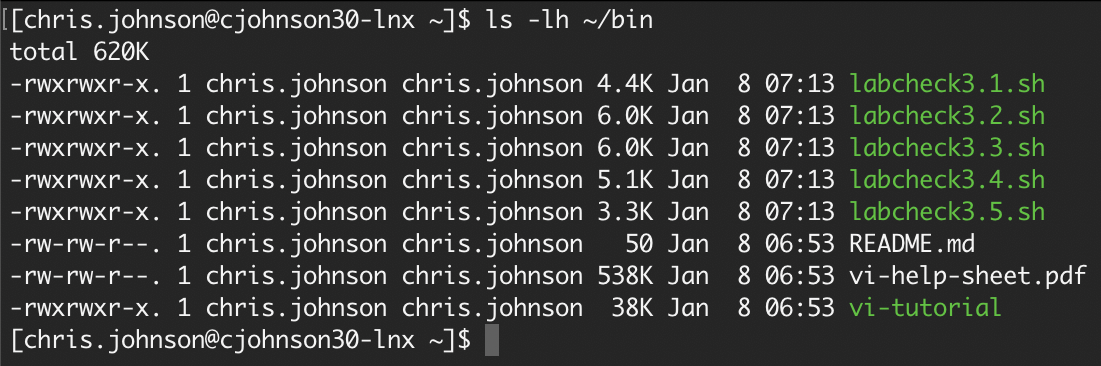 [[chris.johnson@cjohnson30-lnx ~]$ ls -lh ~/bin
total 620K
-rwxrwxr-x. 1 chris.johnson chris.johnson 4.4K Jan  8 07:13 labcheck3.1.sh
-rwxrwxr-x. 1 chris.johnson chris.johnson 6.0K Jan  8 07:13 labcheck3.2.sh
-rwxrwxr-x. 1 chris.johnson chris.johnson 6.0K Jan  8 07:13 labcheck3.3.sh
-rwxrwxr-x. 1 chris.johnson chris.johnson 5.1K Jan  8 07:13 labcheck3.4.sh
-rwxrwxr-x. 1 chris.johnson chris.johnson 3.3K Jan  8 07:13 labcheck3.5.sh
-rw-rw-r--. 1 chris.johnson chris.johnson   50 Jan  8 06:53 README.md
-rw-rw-r--. 1 chris.johnson chris.johnson 538K Jan  8 06:53 vi-help-sheet.pdf
-rwxrwxr-x. 1 chris.johnson chris.johnson  38K Jan  8 06:53 vi-tutorial
[chris.johnson@cjohnson30-lnx ~]$